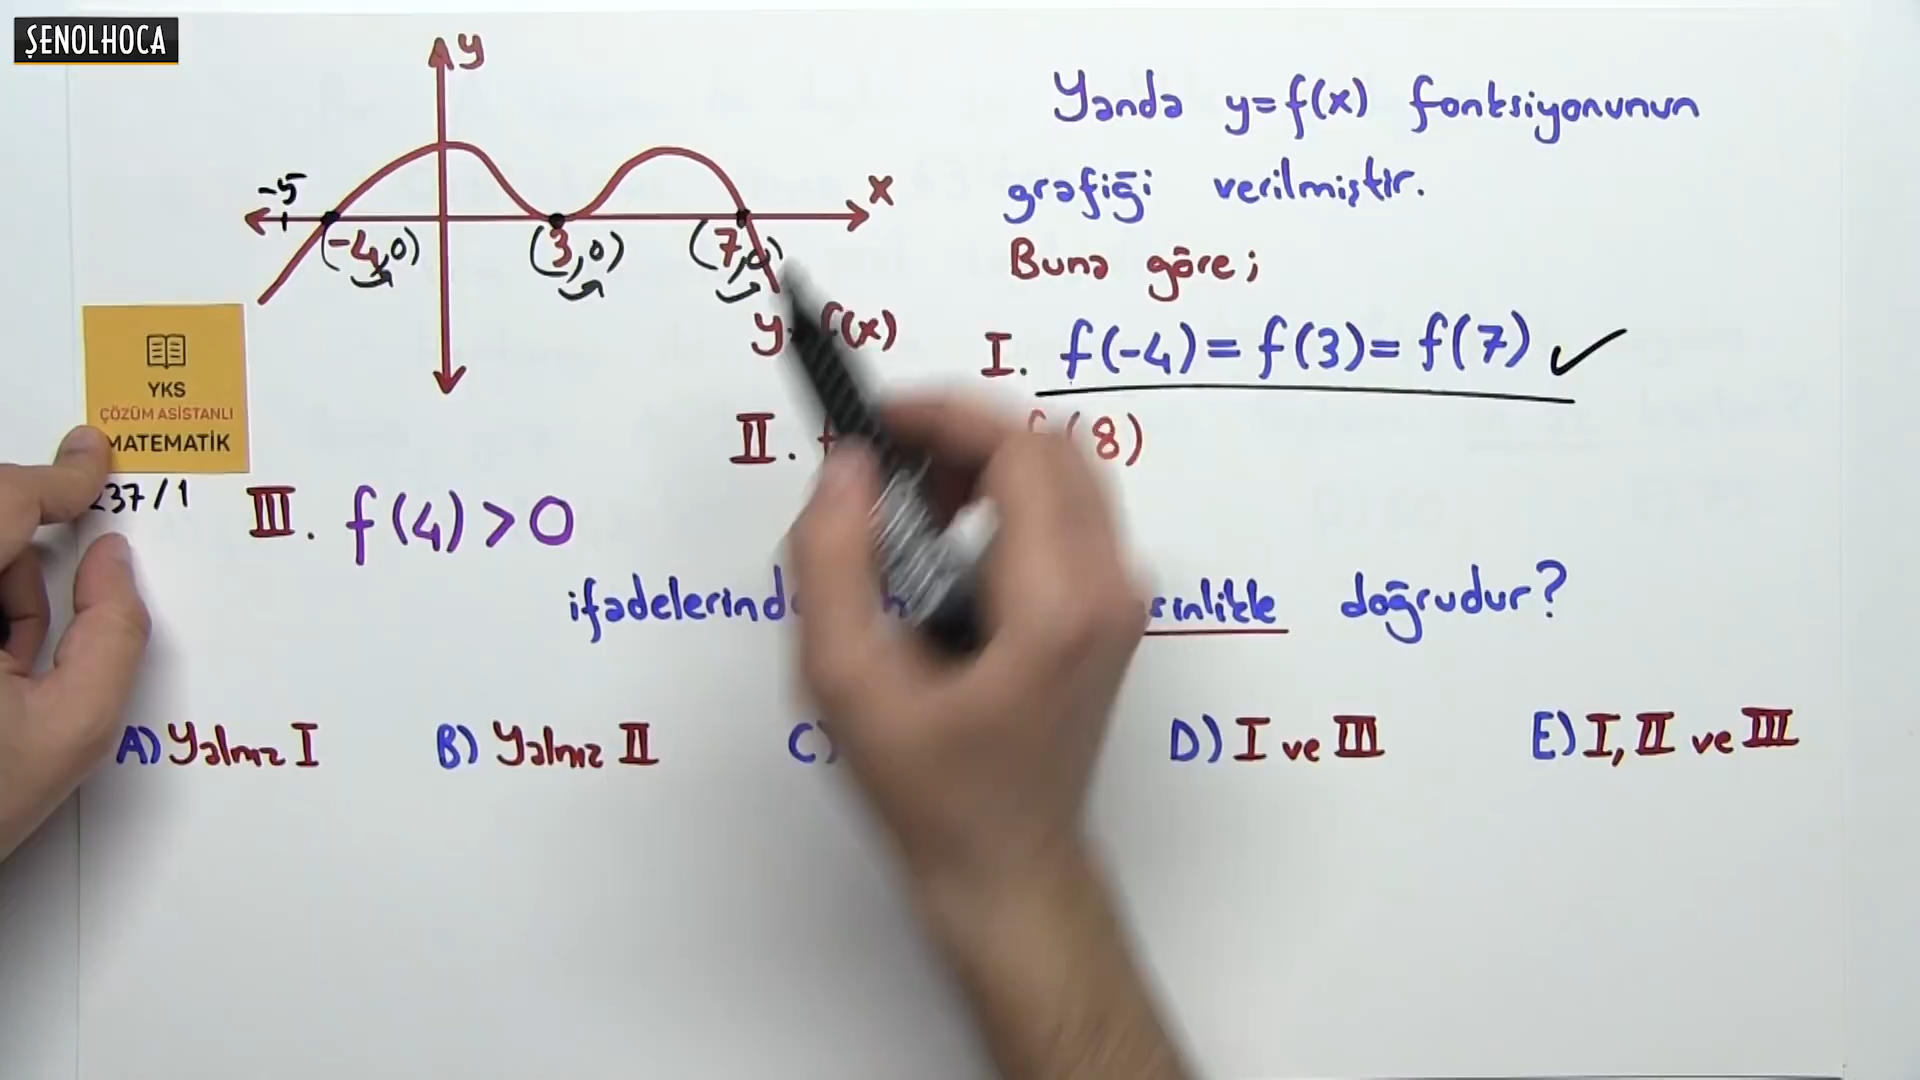 ŞENOLHOCA
y
x
-5
(-4,0)
(3,0)
(7,0)
y=f(x)
Yanda y=f(x) fonksiyonunun
grafiği verilmiştir.
Buna göre;
I. f(-4)=f(3)=f(7) ✓
II. f(8)
YKS
ÇÖZÜM ASİSTANLI
MATEMATİK
237/1
III. f(4)>0
doğrudur?
A) Yalnız I
B) Yalnız II
C)
D) I ve III
E) I, II ve III